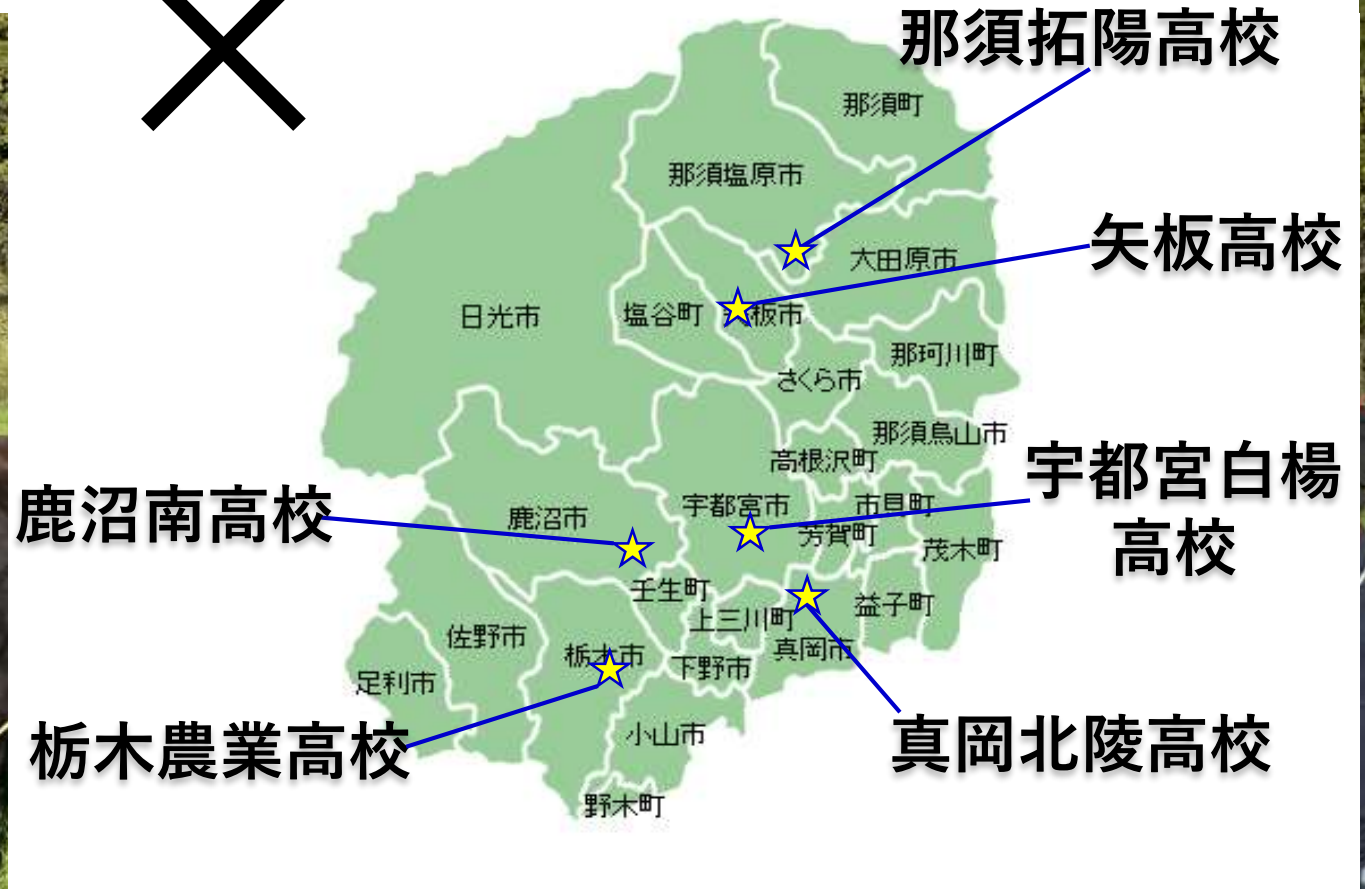 那須拓陽高校
那須町
那須塩原市
矢板高校
大田原市
日光市
塩谷町
板市
那珂川町
さくら市
那須烏山市
高根沢町
宇都宮白楊
高校
鹿沼南高校
鹿沼市
宇都宮市
市貝町
芳賀町
茂木町
壬生町
上三川町
益子町
佐野市
栃木市
下野市
真岡市
足利市
栃木農業高校
小山市
真岡北陵高校
野木町